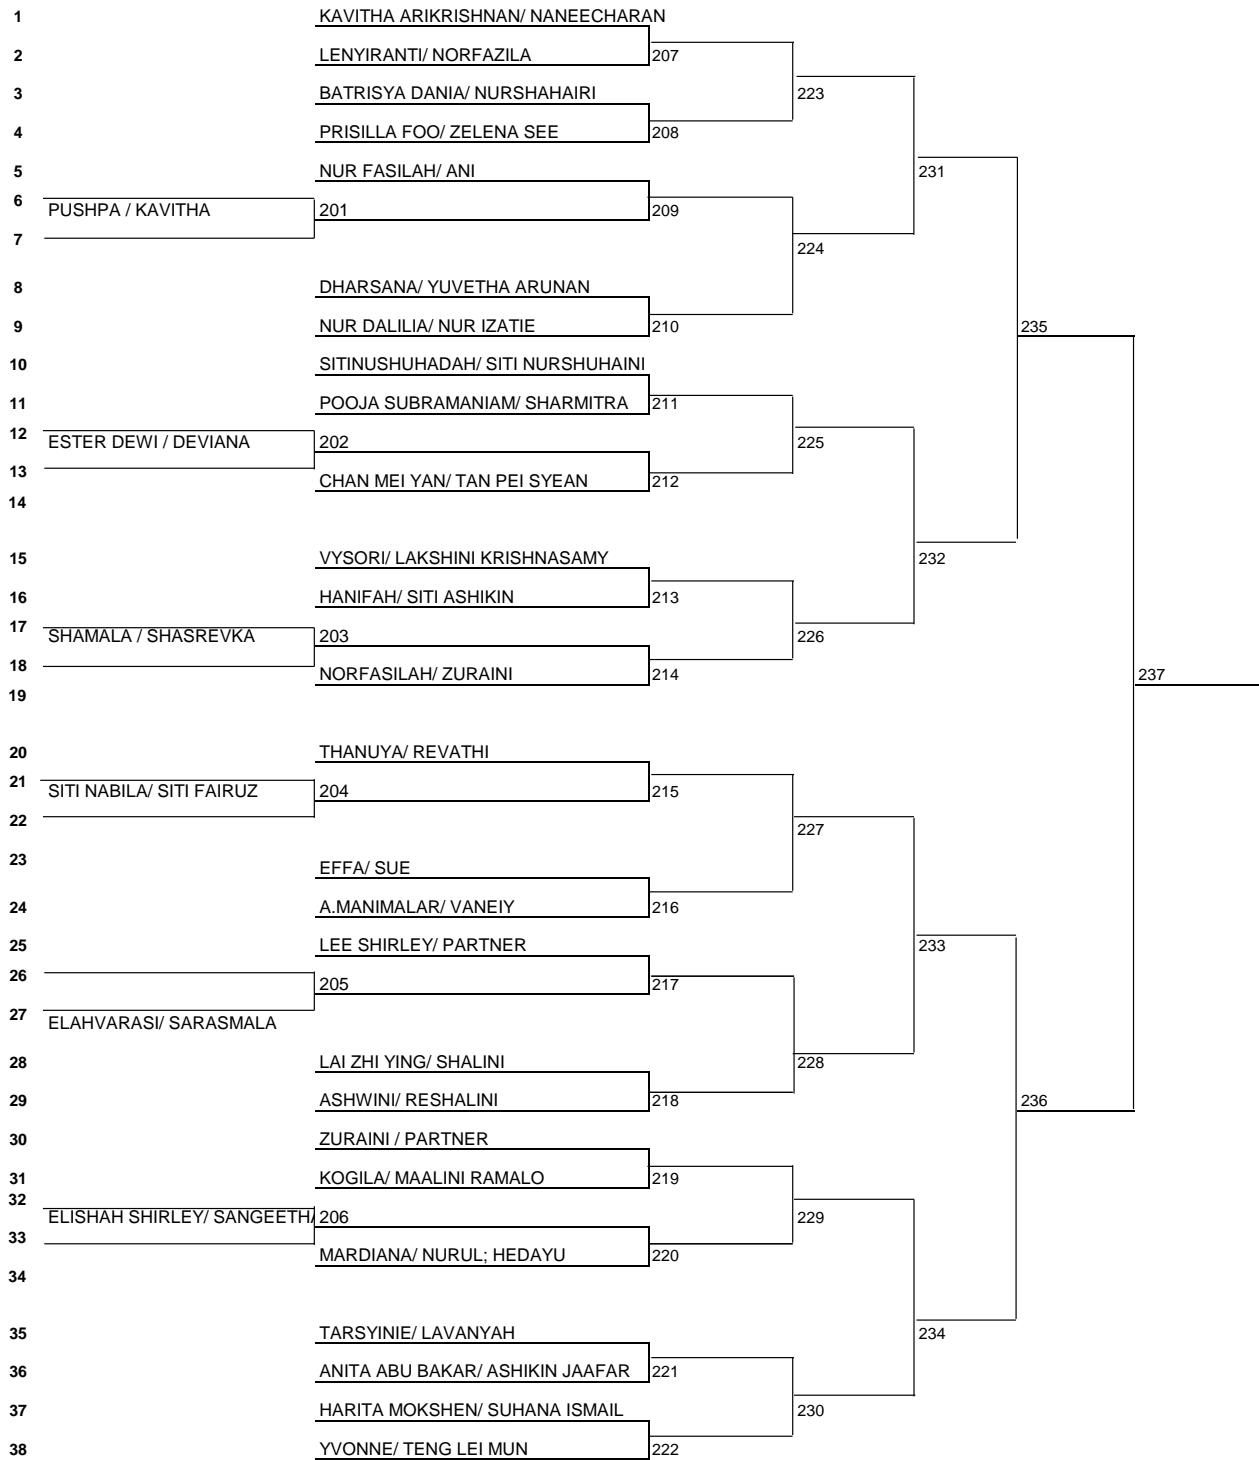 1 KAVITHA ARIKRISHNAN/ NANEECHARAN
2 LENYIRANTI/ NORFAZILA 207
3 BATRISYA DANIA/ NURSHAHAIRI 223
4 PRISILLA FOO/ ZELENA SEE 208
5 NUR FASILAH/ ANI 231
6
PUSHPA / KAVITHA 201 209
7
224
8 DHARSANA/ YUVETHA ARUNAN
9 NUR DALILIA/ NUR IZATIE 210 235
10 SITINUSHUHADAH/ SITI NURSHUHAINI
11 POOJA SUBRAMANIAM/ SHARMITRA 211
12
ESTER DEWI / DEVIANA 202 225
13
CHAN MEI YAN/ TAN PEI SYEAN 212
14
15 VYSORI/ LAKSHINI KRISHNASAMY 232
16 HANIFAH/ SITI ASHIKIN 213
17
SHAMALA / SHASREVKA 203 226
18
NORFASILAH/ ZURAINI 214 237
19
20 THANUYA/ REVATHI
21
SITI NABILA/ SITI FAIRUZ 204 215
22
227
23
EFFA/ SUE
24 A.MANIMALAR/ VANEIY 216
25 LEE SHIRLEY/ PARTNER 233
26
205 217
27
ELAHVARASI/ SARASMALA
28 LAI ZHI YING/ SHALINI 228
29 ASHWINI/ RESHALINI 218 236
30 ZURAINI / PARTNER
31 KOGILA/ MAALINI RAMALO 219
32
ELISHAH SHIRLEY/ SANGEETHA 206 229
33
MARDIANA/ NURUL; HEDAYU 220
34
35 TARSYINIE/ LAVANYAH 234
36 ANITA ABU BAKAR/ ASHIKIN JAAFAR 221
37 HARITA MOKSHEN/ SUHANA ISMAIL 230
38 YVONNE/ TENG LEI MUN 222